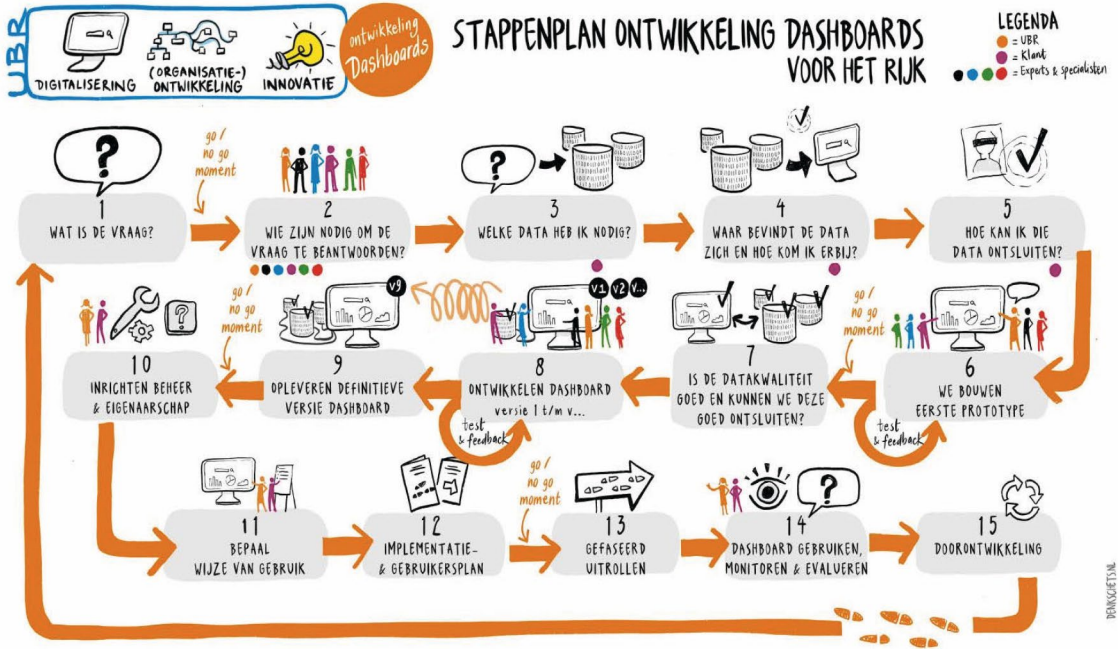 UBR
DIGITALISERING
(ORGANISATIE-)
ONTWIKKELING
INNOVATIE
ontwikkeling
Dashboards
STAPPENPLAN ONTWIKKELING DASHBOARDS
VOOR HET RIJK
LEGENDA
= UBR
= Klant
= Experts & specialisten
?
1
WAT IS DE VRAAG?
go /
no go
moment
2
WIE ZIJN NODIG OM DE
VRAAG TE BEANTWOORDEN?
?
3
WELKE DATA HEB IK NODIG?
4
WAAR BEVINDT DE DATA
ZICH EN HOE KOM IK ERBIJ?
5
HOE KAN IK DIE
DATA ONTSLUITEN?
6
WE BOUWEN
EERSTE PROTOTYPE
test
& feedback
go /
no go
moment
7
IS DE DATAKWALITEIT
GOED EN KUNNEN WE DEZE
GOED ONTSLUITEN?
V1 V2 V...
8
ONTWIKKELEN DASHBOARD
versie 1 t/m v...
test
& feedback
V9
9
OPLEVEREN DEFINITIEVE
VERSIE DASHBOARD
go /
no go
moment
?
10
INRICHTEN BEHEER
& EIGENAARSCHAP
11
BEPAAL
WIJZE VAN GEBRUIK
12
IMPLEMENTATIE-
& GEBRUIKERSPLAN
go /
no go
moment
13
GEFASEERD
UITROLLEN
?
14
DASHBOARD GEBRUIKEN,
MONITOREN & EVALUEREN
15
DOORONTWIKKELING
DENKSCHETS.NL